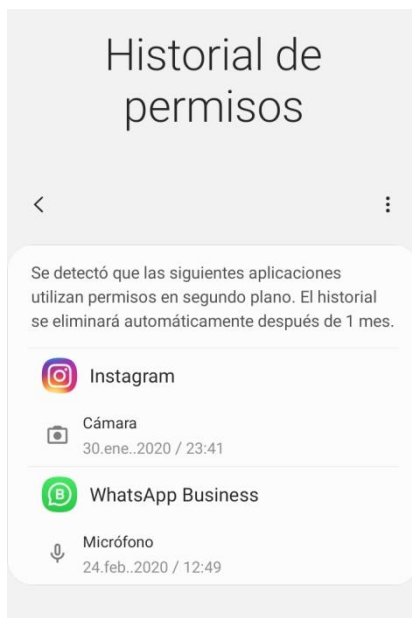 Historial de
permisos
Se detectó que las siguientes aplicaciones
utilizan permisos en segundo plano. El historial
se eliminará automáticamente después de 1 mes.
Instagram
Cámara
30.ene..2020 / 23:41
WhatsApp Business
Micrófono
24.feb..2020 / 12:49